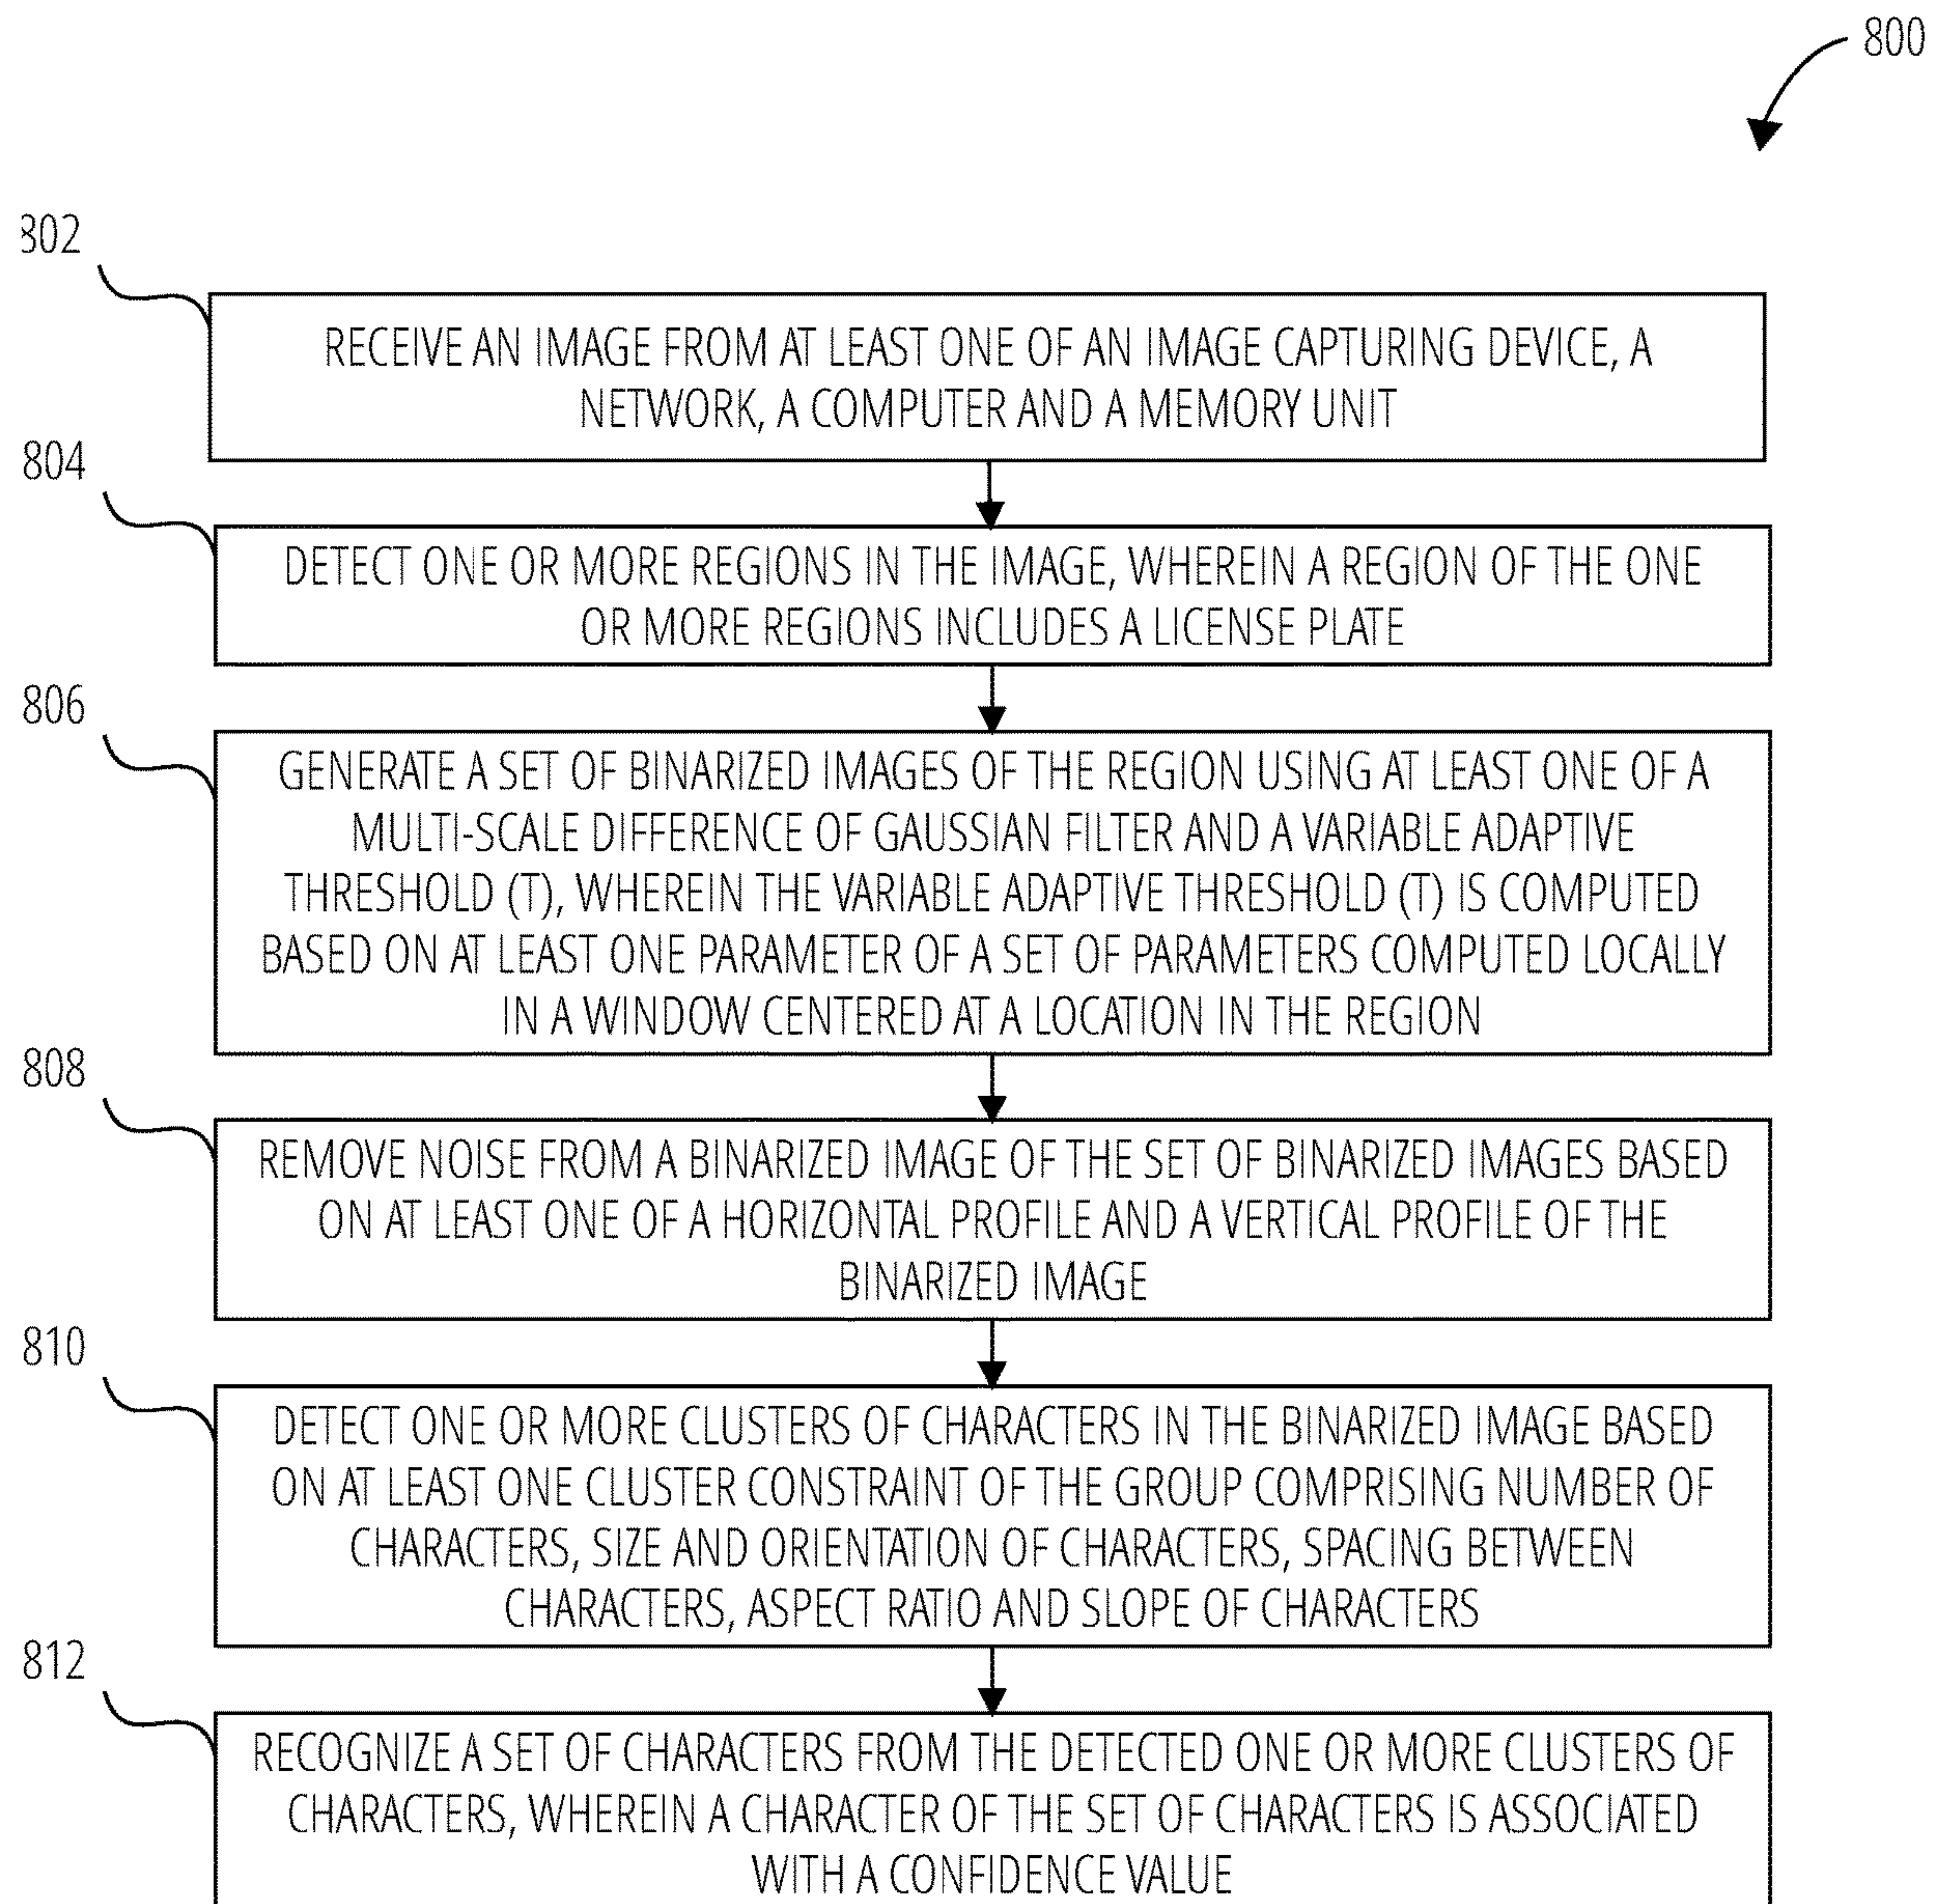 800
802
RECEIVE AN IMAGE FROM AT LEAST ONE OF AN IMAGE CAPTURING DEVICE, A
NETWORK, A COMPUTER AND A MEMORY UNIT
804
DETECT ONE OR MORE REGIONS IN THE IMAGE, WHEREIN A REGION OF THE ONE
OR MORE REGIONS INCLUDES A LICENSE PLATE
806
GENERATE A SET OF BINARIZED IMAGES OF THE REGION USING AT LEAST ONE OF A
MULTI-SCALE DIFFERENCE OF GAUSSIAN FILTER AND A VARIABLE ADAPTIVE
THRESHOLD (T), WHEREIN THE VARIABLE ADAPTIVE THRESHOLD (T) IS COMPUTED
BASED ON AT LEAST ONE PARAMETER OF A SET OF PARAMETERS COMPUTED LOCALLY
IN A WINDOW CENTERED AT A LOCATION IN THE REGION
808
REMOVE NOISE FROM A BINARIZED IMAGE OF THE SET OF BINARIZED IMAGES BASED
ON AT LEAST ONE OF A HORIZONTAL PROFILE AND A VERTICAL PROFILE OF THE
BINARIZED IMAGE
810
DETECT ONE OR MORE CLUSTERS OF CHARACTERS IN THE BINARIZED IMAGE BASED
ON AT LEAST ONE CLUSTER CONSTRAINT OF THE GROUP COMPRISING NUMBER OF
CHARACTERS, SIZE AND ORIENTATION OF CHARACTERS, SPACING BETWEEN
CHARACTERS, ASPECT RATIO AND SLOPE OF CHARACTERS
812
RECOGNIZE A SET OF CHARACTERS FROM THE DETECTED ONE OR MORE CLUSTERS OF
CHARACTERS, WHEREIN A CHARACTER OF THE SET OF CHARACTERS IS ASSOCIATED
WITH A CONFIDENCE VALUE